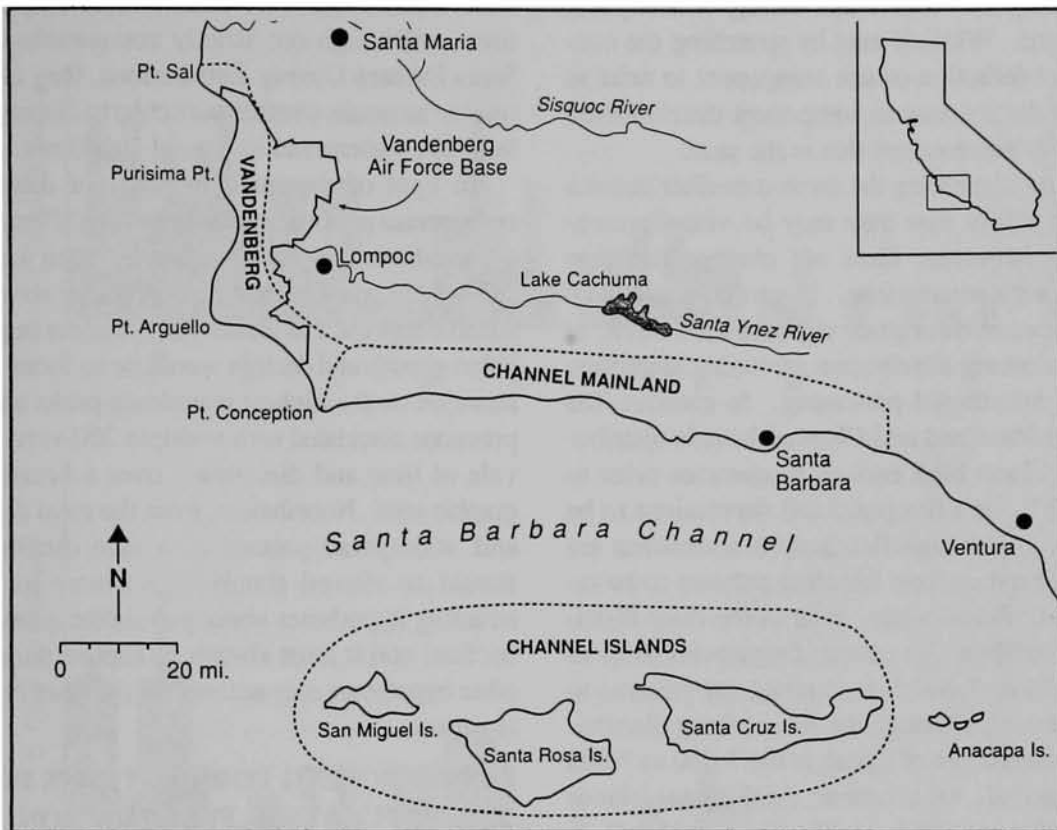 Santa Maria
Pt. Sal
Sisquoc River
Vandenberg
Air Force Base
Purisima Pt.
VANDENBERG
Lompoc
Lake Cachuma
Santa Ynez River
Pt. Arguello
CHANNEL MAINLAND
Pt. Conception
Santa
Barbara
Santa Barbara Channel
Ventura
N
0 20 mi.
CHANNEL ISLANDS
San Miguel Is.
Santa Rosa Is.
Santa Cruz Is.
Anacapa Is.